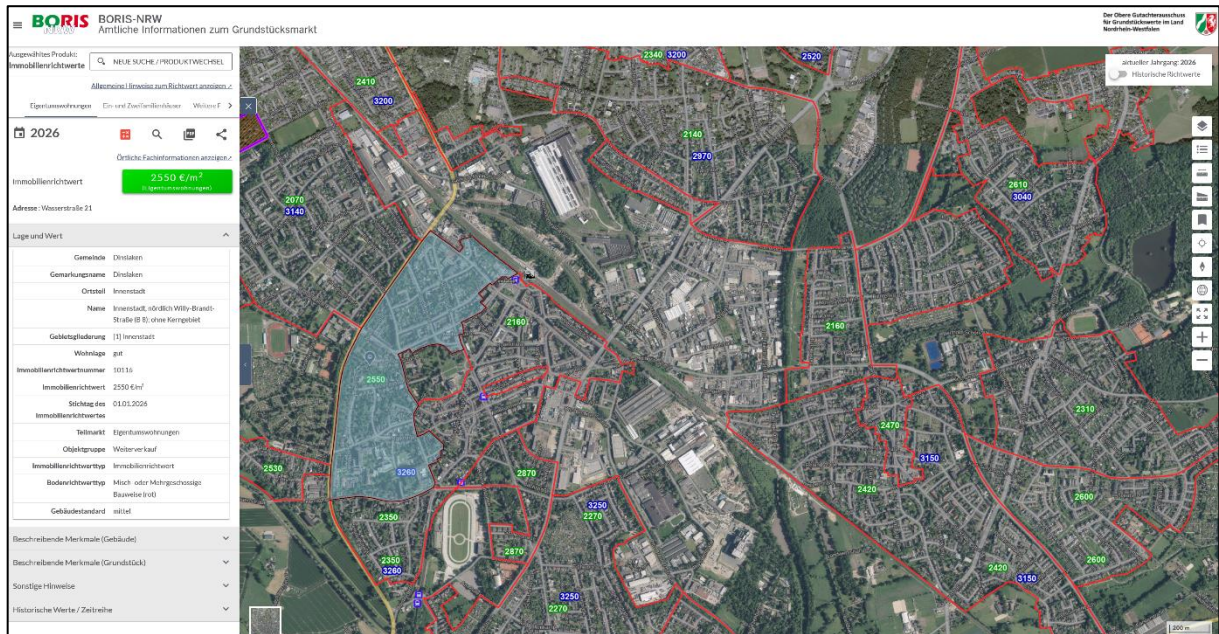 BORIS
NRW
BORIS-NRW
Amtliche Informationen zum Grundstücksmarkt
Der Obere Gutachterausschuss
für Grundstückswerte im Land
Nordrhein-Westfalen
Ausgewähltes Produkt:
Immobilienrichtwerte
NEUE SUCHE / PRODUKTWECHSEL
Allgemeine Hinweise zum Richtwert anzeigen
Eigentumswohnungen
Ein- und Zweifamilienhäuser
Weitere F
2026
Örtliche Fachinformationen anzeigen
Immobilienrichtwert
2550 €/m²
(Eigentumswohnungen)
Adresse: Wasserstraße 21
Lage und Wert
Gemeinde Dinslaken
Gemarkungsname Dinslaken
Ortsteil Innenstadt
Name Innenstadt, nördlich Willy-Brandt-
Straße (B 8); ohne Kerngebiet
Gebietsgliederung [1] Innenstadt
Wohnlage gut
Immobilienrichtwertnummer 10116
Immobilienrichtwert 2550 €/m²
Stichtag des 01.01.2026
Immobilienrichtwertes
Teilmarkt Eigentumswohnungen
Objektgruppe Weiterverkauf
Immobilienrichtwerttyp Immobilienrichtwert
Bodenrichtwerttyp Misch- oder Mehrgeschossige
Bauweise (rot)
Gebäudestandard mittel
Beschreibende Merkmale (Gebäude)
Beschreibende Merkmale (Grundstück)
Sonstige Hinweise
Historische Werte / Zeitreihe
aktueller Jahrgang: 2026
Historische Richtwerte
2340 3200
2520
2410
3200
2140
2970
2610
3040
2070
3140
2160
2160
2550
2310
2470
3150
3260
2530
2870
2420
3250
2270
2600
2350
2870
2350
3260
2600
2420
3150
3250
2270
200 m